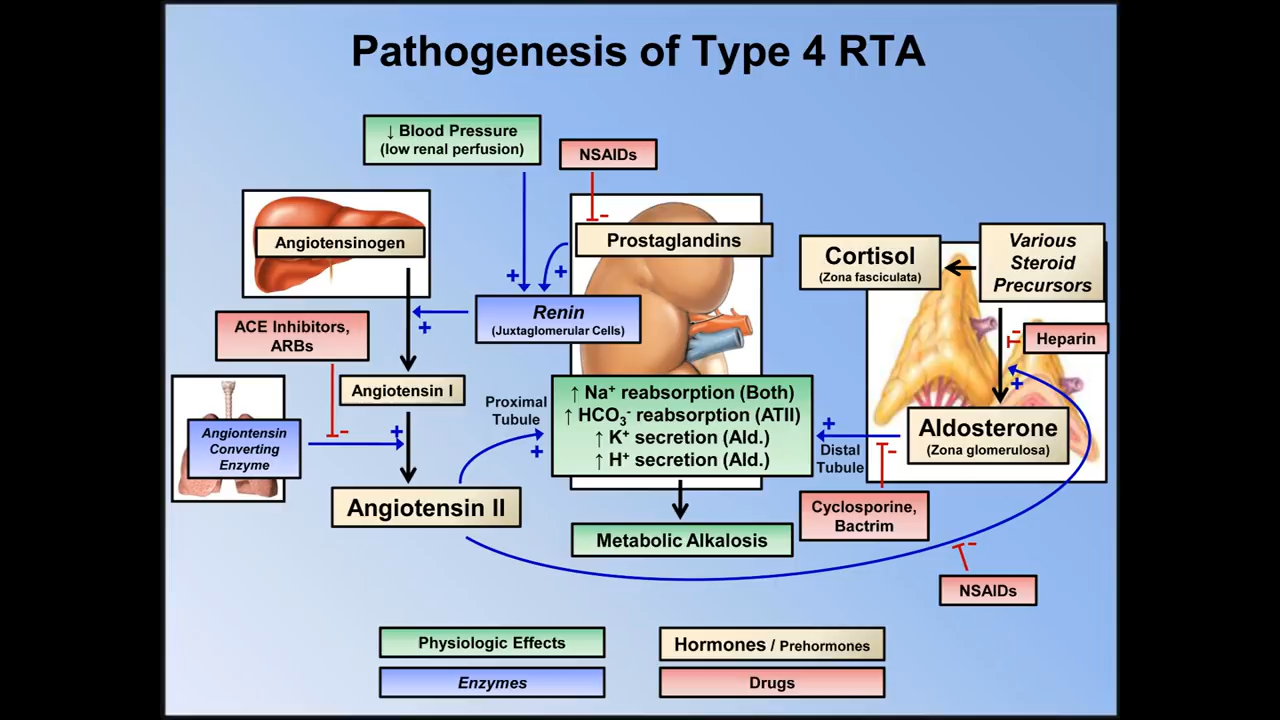 Pathogenesis of Type 4 RTA
↓ Blood Pressure
(low renal perfusion)
NSAIDs
-
Angiotensinogen
Prostaglandins
+
+
Cortisol
(Zona fasciculata)
Various
Steroid
Precursors
Renin
(Juxtaglomerular Cells)
+
ACE Inhibitors,
ARBs
-
Heparin
-
+
Angiotensin I
Angiontensin
Converting
Enzyme
+
Proximal
Tubule
+
↑ Na⁺ reabsorption (Both)
↑ HCO₃⁻ reabsorption (ATII)
↑ K⁺ secretion (Ald.)
↑ H⁺ secretion (Ald.)
+
Distal
Tubule
Aldosterone
(Zona glomerulosa)
-
Angiotensin II
Cyclosporine,
Bactrim
Metabolic Alkalosis
-
NSAIDs
Physiologic Effects
Hormones / Prehormones
Enzymes
Drugs